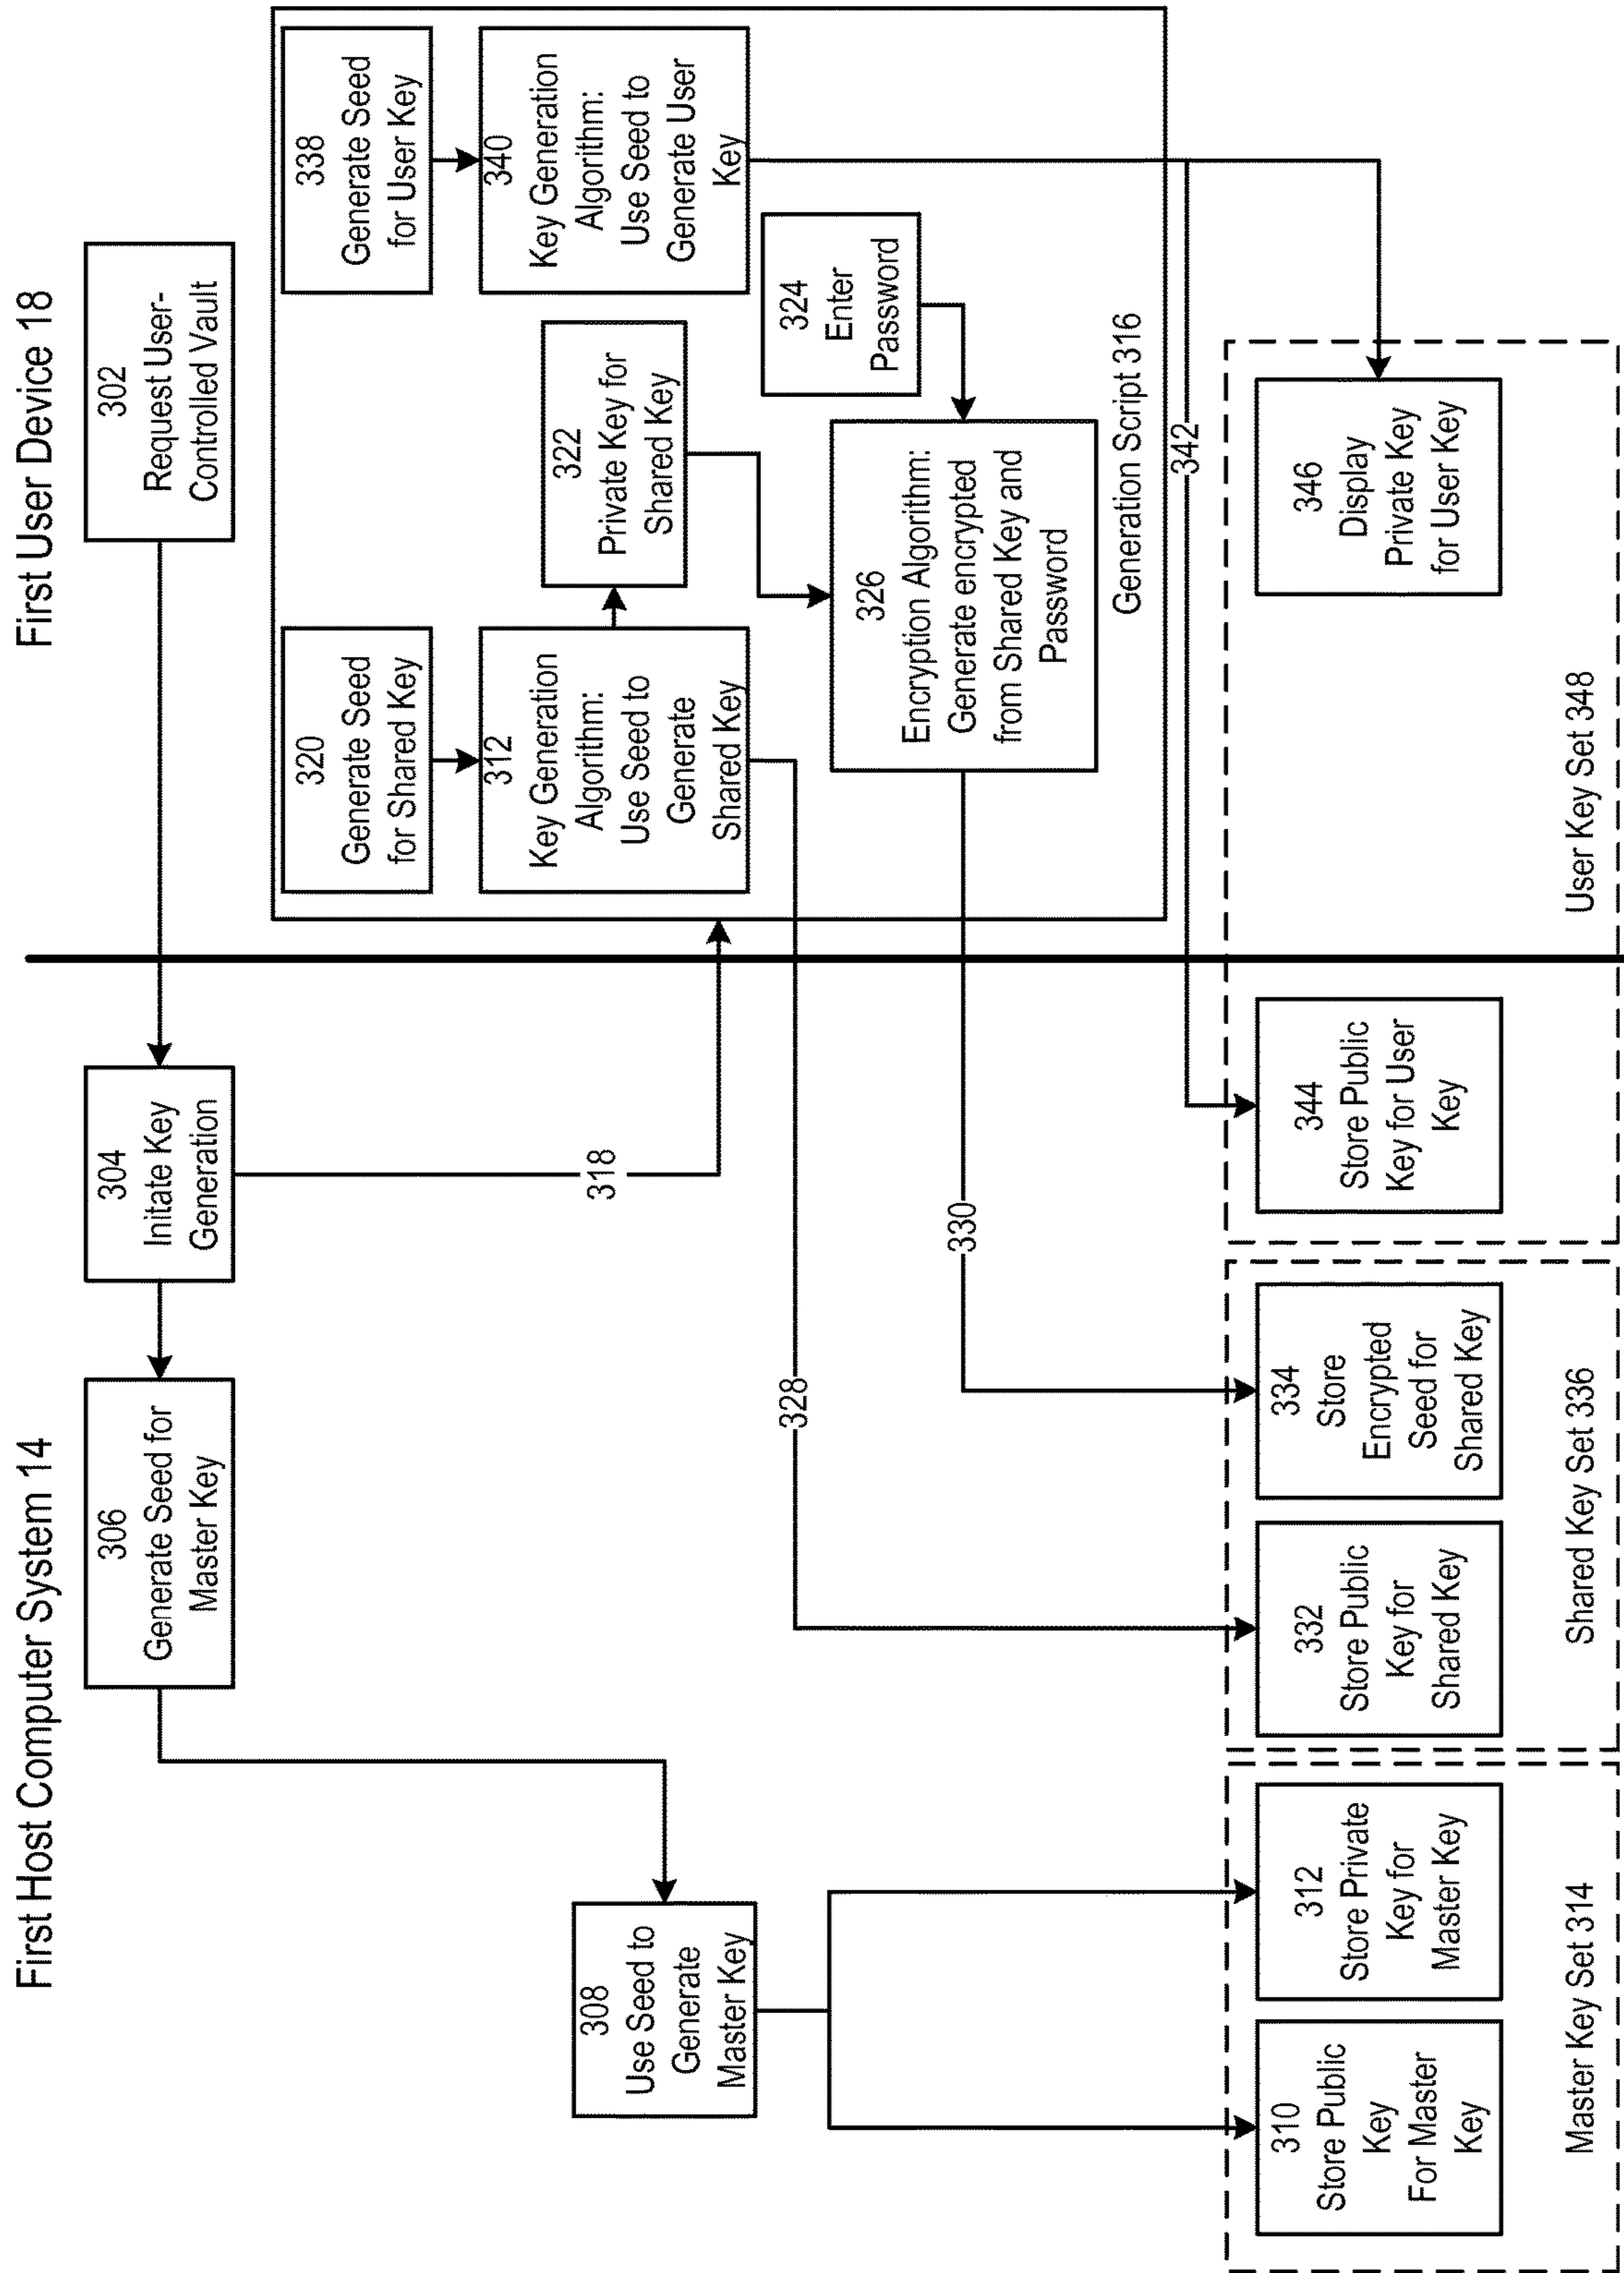 First Host Computer System 14
First User Device 18
306
Generate Seed for
Master Key
304
Initate Key
Generation
302
Request User-
Controlled Vault
320
Generate Seed
for Shared Key
338
Generate Seed
for User Key
312
Key Generation
Algorithm:
Use Seed to
Generate
Shared Key
340
Key Generation
Algorithm:
Use Seed to
Generate User
Key
322
Private Key for
Shared Key
324
Enter
Password
326
Encryption Algorithm:
Generate encrypted
from Shared Key and
Password
Generation Script 316
308
Use Seed to
Generate
Master Key
318
328
330
342
310
Store Public
Key
For Master
Key
312
Store Private
Key for
Master Key
332
Store Public
Key for
Shared Key
334
Store
Encrypted
Seed for
Shared Key
344
Store Public
Key for User
Key
346
Display
Private Key
for User Key
Master Key Set 314
Shared Key Set 336
User Key Set 348